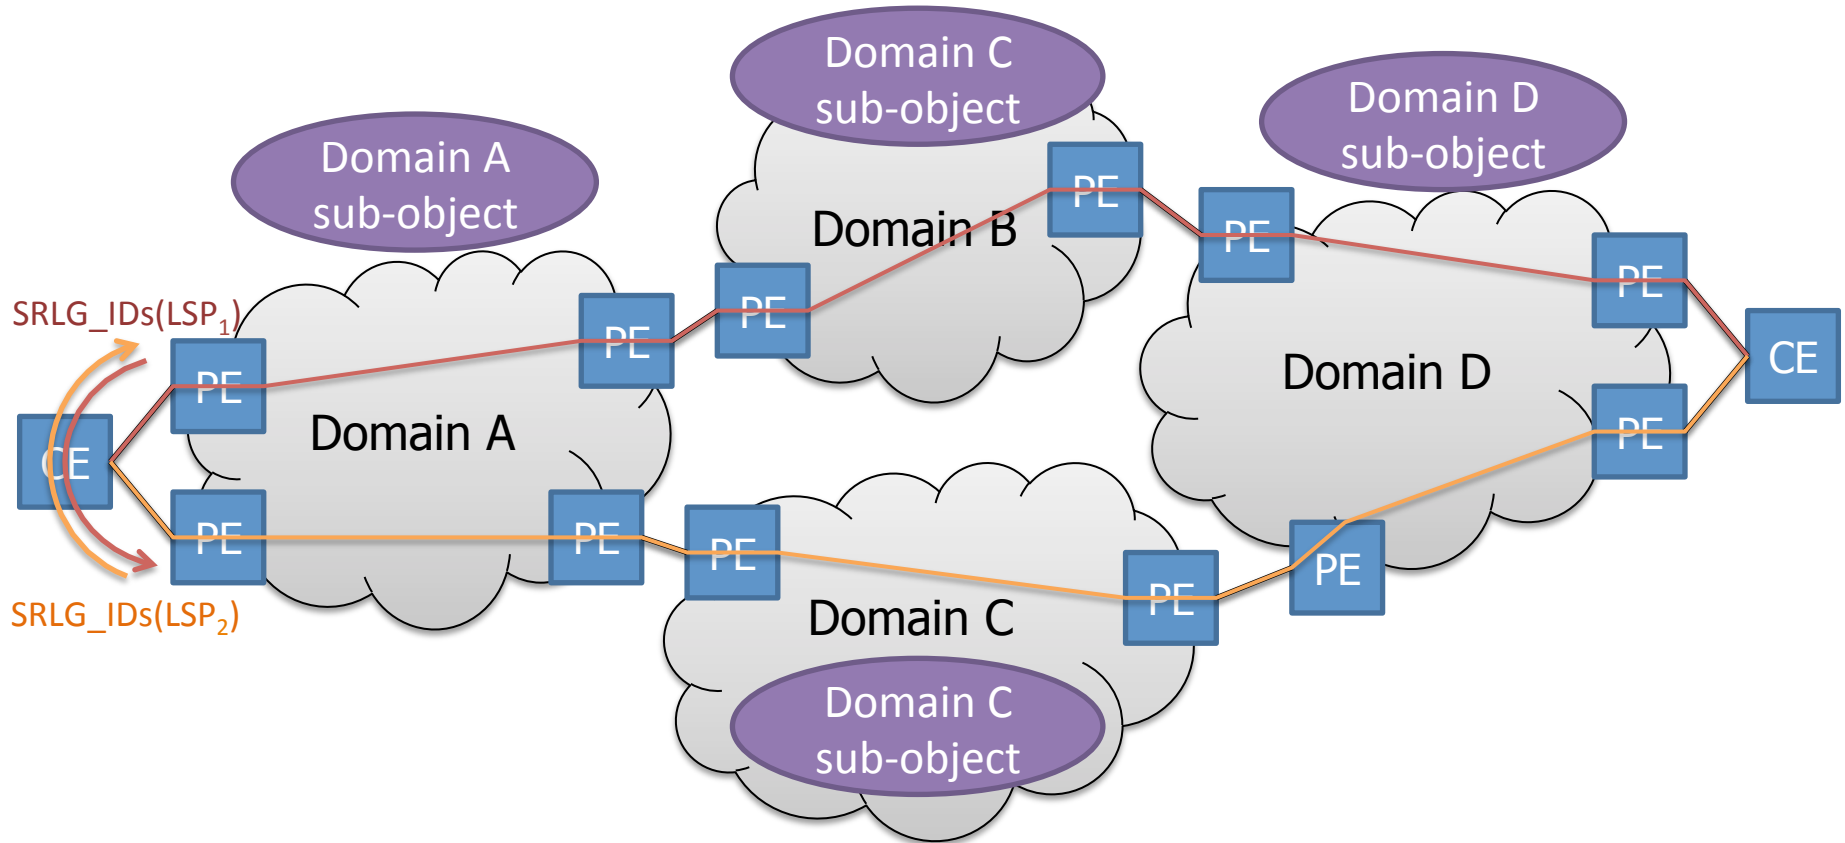 Domain C
sub-object
Domain D
sub-object
Domain A
sub-object
PE
Domain B
PE
PE
PE
SRLG_IDs(LSP1)
PE
PE
CE
PE
Domain D
Domain A
PE
CE
PE
PE
PE
PE
PE
SRLG_IDs(LSP2)
Domain C
Domain C
sub-object